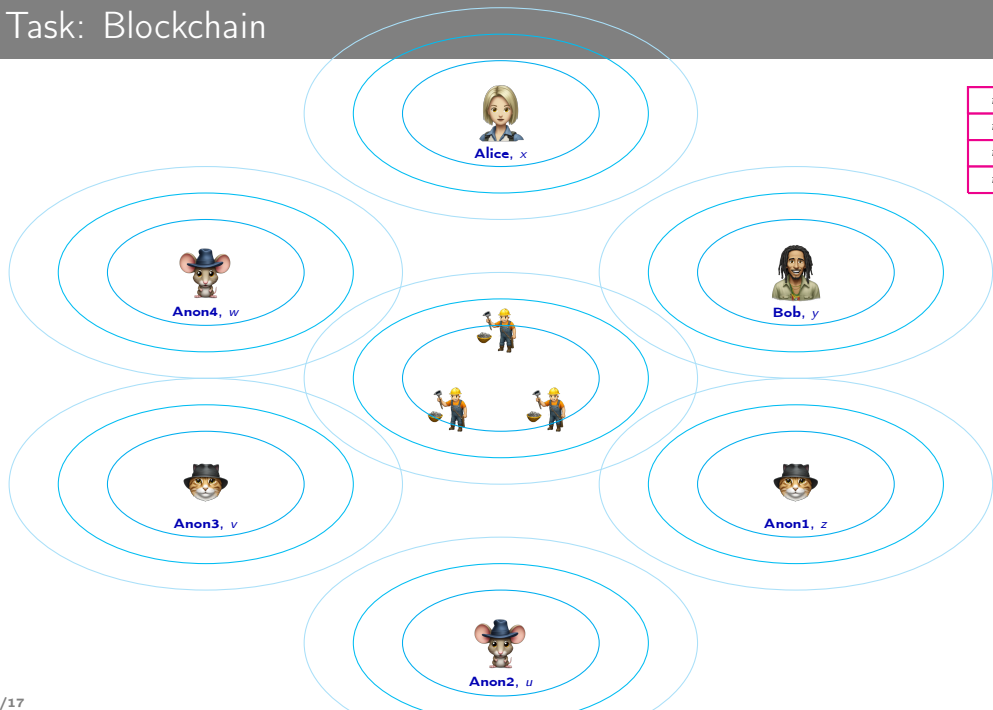 Task: Blockchain
Alice, x
Anon4, w
Bob, y
Anon3, v
Anon1, z
Anon2, u
/17